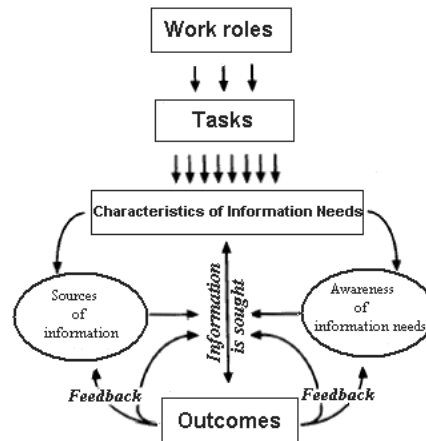 Work roles
Tasks
Characteristics of Information Needs
Sources
of
information
Information
is sought
Awareness
of
information needs
Feedback
Feedback
Outcomes